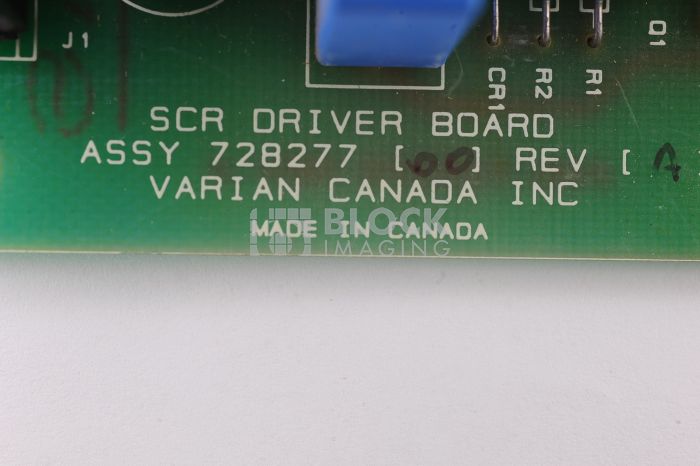 J1
CR1
R2
R1
Q1
SCR DRIVER BOARD
ASSY 728277 [00] REV [A
VARIAN CANADA INC
MADE IN CANADA
BLOCK
IMAGING